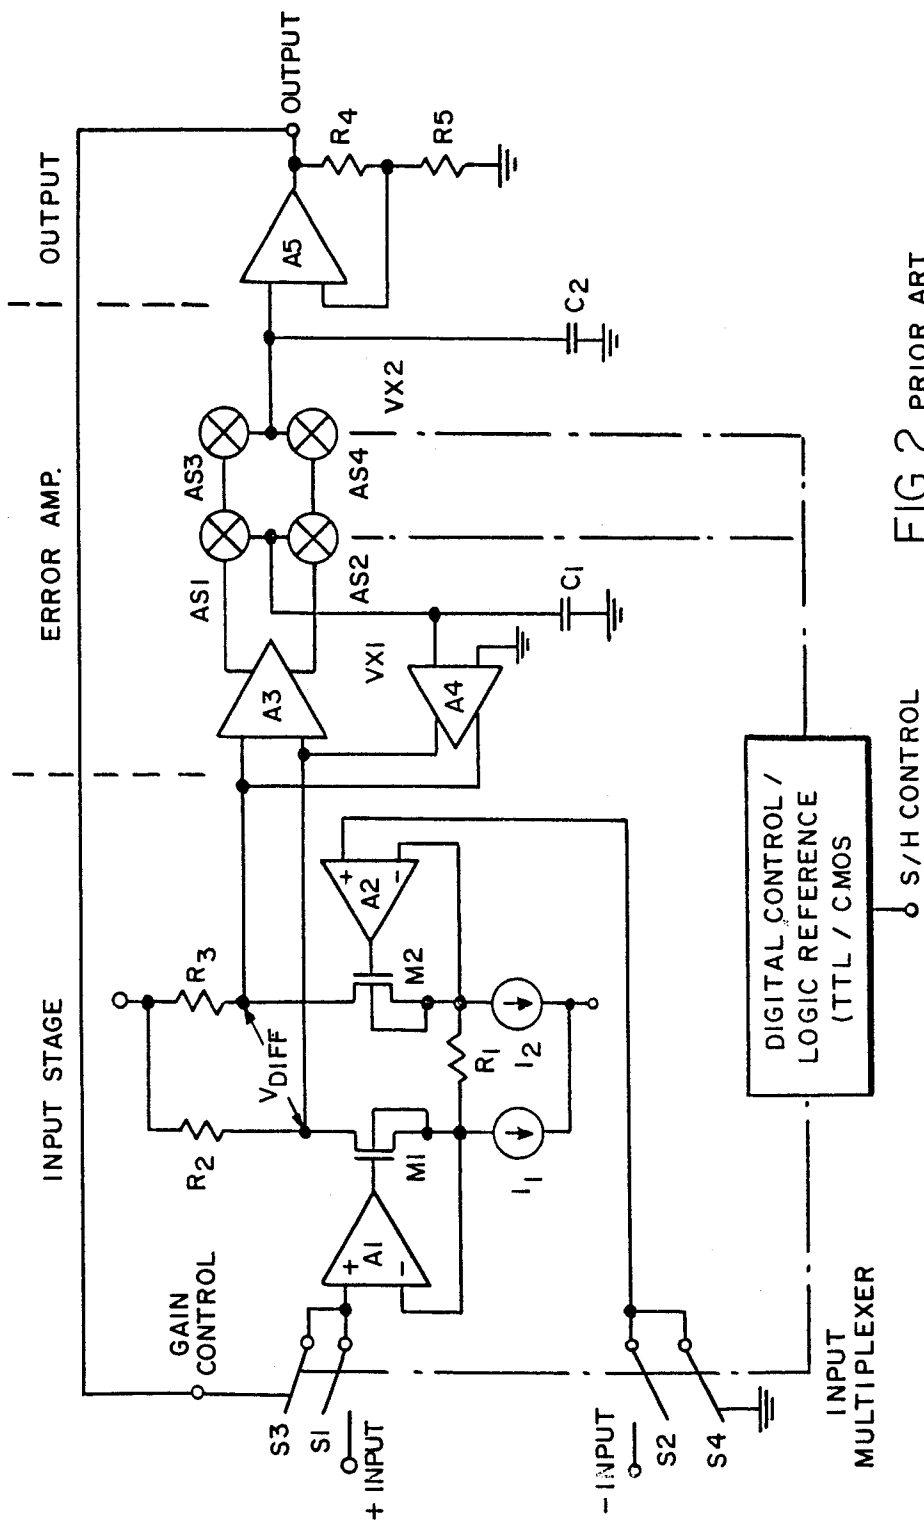 INPUT STAGE
ERROR AMP.
OUTPUT
GAIN
CONTROL
S3
S1
+ INPUT
- INPUT
S2
S4
INPUT
MULTIPLEXER
R2
R3
VDIFF
A1
+
-
M1
I1
R1
I2
M2
A2
+
-
A3
A4
VX1
C1
AS1
AS2
AS3
AS4
VX2
C2
A5
R4
R5
OUTPUT
DIGITAL CONTROL /
LOGIC REFERENCE
(TTL / CMOS
S/H CONTROL
FIG 2 PRIOR ART